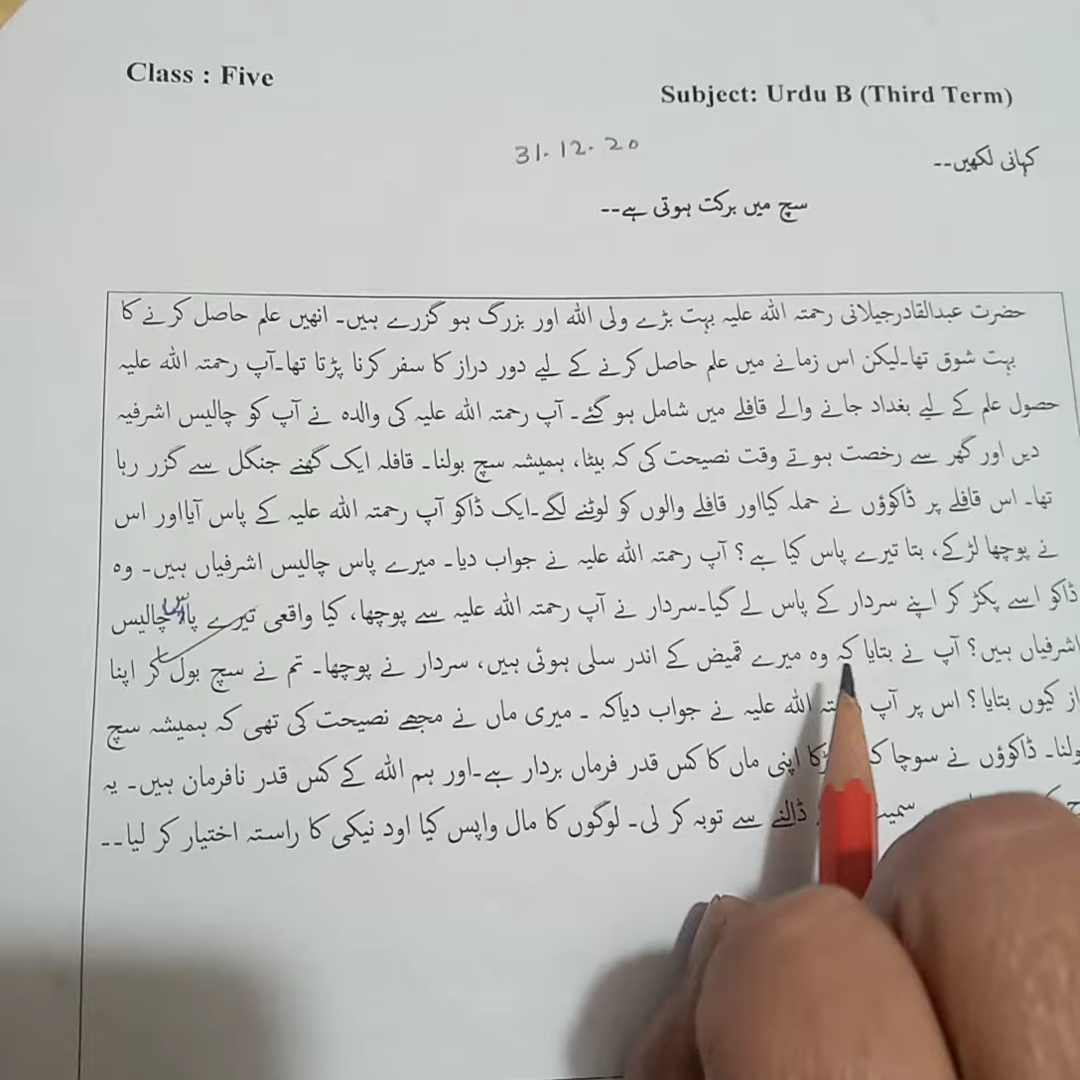 Class : Five
Subject: Urdu B (Third Term)
31.12.20
کہانی لکھیں--
سچ میں برکت ہوتی ہے--
حضرت عبدالقادرجیلانی رحمتہ اللہ علیہ بہت بڑے ولی اللہ اور بزرگ ہو گزرے ہیں۔ انھیں علم حاصل کرنے کا
بہت شوق تھا۔لیکن اس زمانے میں علم حاصل کرنے کے لیے دور دراز کا سفر کرنا پڑتا تھا۔آپ رحمتہ اللہ علیہ
حصول علم کے لیے بغداد جانے والے قافلے میں شامل ہو گئے۔ آپ رحمتہ اللہ علیہ کی والدہ نے آپ کو چالیس اشرفیہ
دیں اور گھر سے رخصت ہوتے وقت نصیحت کی کہ بیٹا، ہمیشہ سچ بولنا۔ قافلہ ایک گھنے جنگل سے گزر رہا
تھا۔ اس قافلے پر ڈاکوؤں نے حملہ کیااور قافلے والوں کو لوٹنے لگے۔ایک ڈاکو آپ رحمتہ اللہ علیہ کے پاس آیااور اس
نے پوچھا لڑکے، بتا تیرے پاس کیا ہے؟ آپ رحمتہ اللہ علیہ نے جواب دیا۔ میرے پاس چالیس اشرفیاں ہیں۔ وہ
ڈاکو اسے پکڑ کر اپنے سردار کے پاس لے گیا۔سردار نے آپ رحمتہ اللہ علیہ سے پوچھا، کیا واقعی تیرے پاس چالیس
اشرفیاں ہیں؟ آپ نے بتایا کہ وہ میرے قمیض کے اندر سلی ہوئی ہیں، سردار نے پوچھا۔ تم نے سچ بول کر اپنا
کیوں بتایا؟ اس پر آپ اللہ علیہ نے جواب دیاکہ ۔ میری ماں نے مجھے نصیحت کی تھی کہ ہمیشہ سچ
ڈاکوؤں نے سوچا اپنی ماں کا کس قدر فرماں بردار ہے۔اور ہم اللہ کے کس قدر نافرمان ہیں۔ یہ
ڈالنے سے توبہ کر لی۔ لوگوں کا مال واپس کیا اود نیکی کا راستہ اختیار کر لیا--